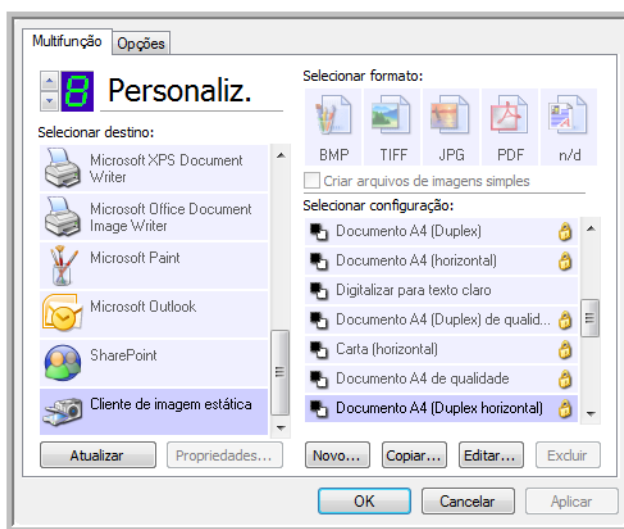 Multifunção
Opções
8
Personaliz.
Selecionar destino:
Microsoft XPS Document
Writer
Microsoft Office Document
Image Writer
Microsoft Paint
Microsoft Outlook
SharePoint
Cliente de imagem estática
Atualizar
Propriedades...
Selecionar formato:
BMP
TIFF
JPG
PDF
n/d
Criar arquivos de imagens simples
Selecionar configuração:
Documento A4 (Duplex)
Documento A4 (horizontal)
Digitalizar para texto claro
Documento A4 (Duplex) de qualid...
Carta (horizontal)
Documento A4 de qualidade
Documento A4 (Duplex horizontal)
Novo...
Copiar...
Editar...
Excluir
OK
Cancelar
Aplicar